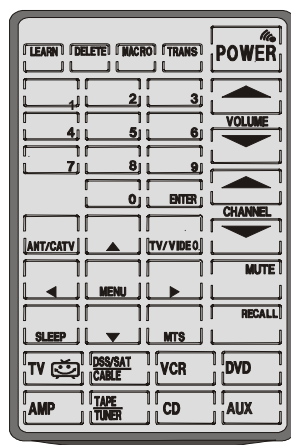 LEARN DELETE MACRO TRANS POWER
1 2 3
VOLUME
4 5 6
7 8 9
0 ENTER
CHANNEL
ANT/CATV TV/VIDEO
MUTE
MENU
RECALL
SLEEP MTS
TV DSS/SAT CABLE VCR DVD
AMP TAPE TUNER CD AUX